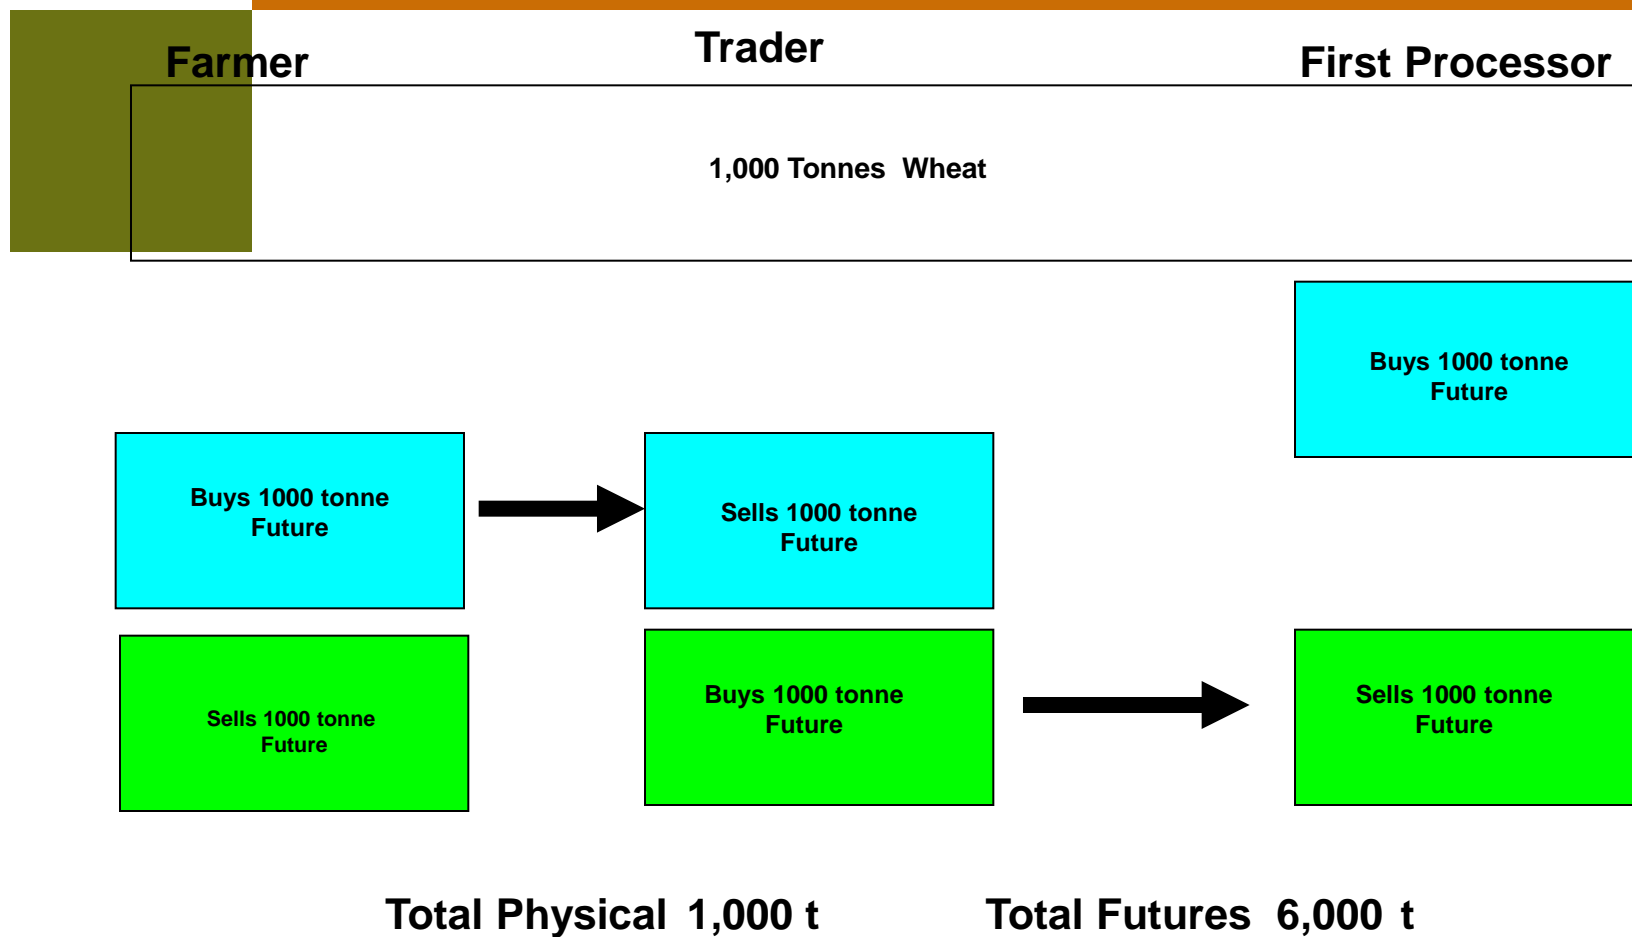 Farmer
Trader
First Processor
1,000 Tonnes Wheat
Buys 1000 tonne
Future
Buys 1000 tonne
Future
Sells 1000 tonne
Future
Sells 1000 tonne
Future
Buys 1000 tonne
Future
Sells 1000 tonne
Future
Total Physical 1,000 t
Total Futures 6,000 t